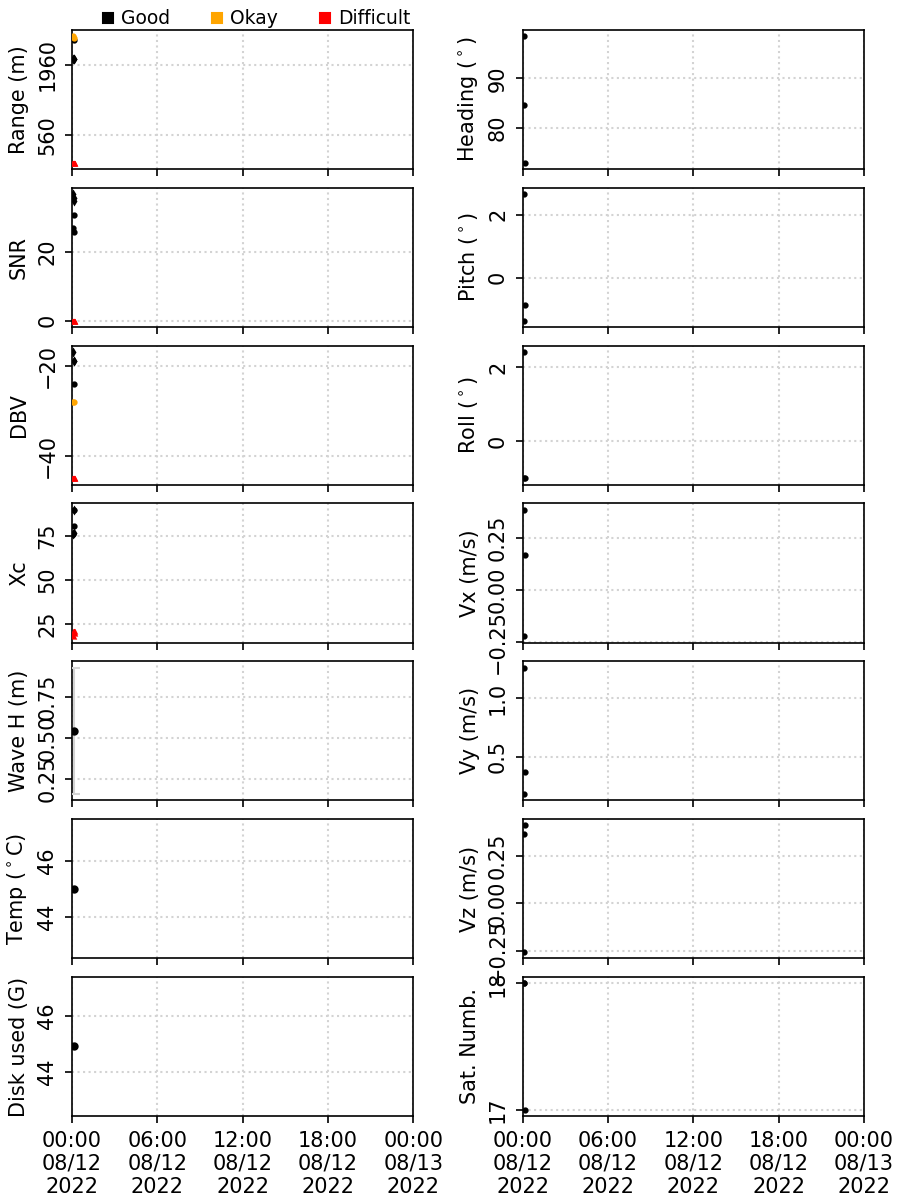 Good Okay Difficult
Range (m)
1960
560
Heading (°)
90
80
SNR
20
0
Pitch (°)
2
0
DBV
−20
−40
Roll (°)
2
0
Xc
75
50
25
Vx (m/s)
0.25
0.00
−0.25
Wave H (m)
0.75
0.50
0.25
Vy (m/s)
1.0
0.5
Temp (°C)
46
44
Vz (m/s)
0.25
0.00
−0.25
Disk used (G)
46
44
Sat. Numb.
18
17
00:00 06:00 12:00 18:00 00:00
08/12 08/12 08/12 08/12 08/13
2022 2022 2022 2022 2022
00:00 06:00 12:00 18:00 00:00
08/12 08/12 08/12 08/12 08/13
2022 2022 2022 2022 2022